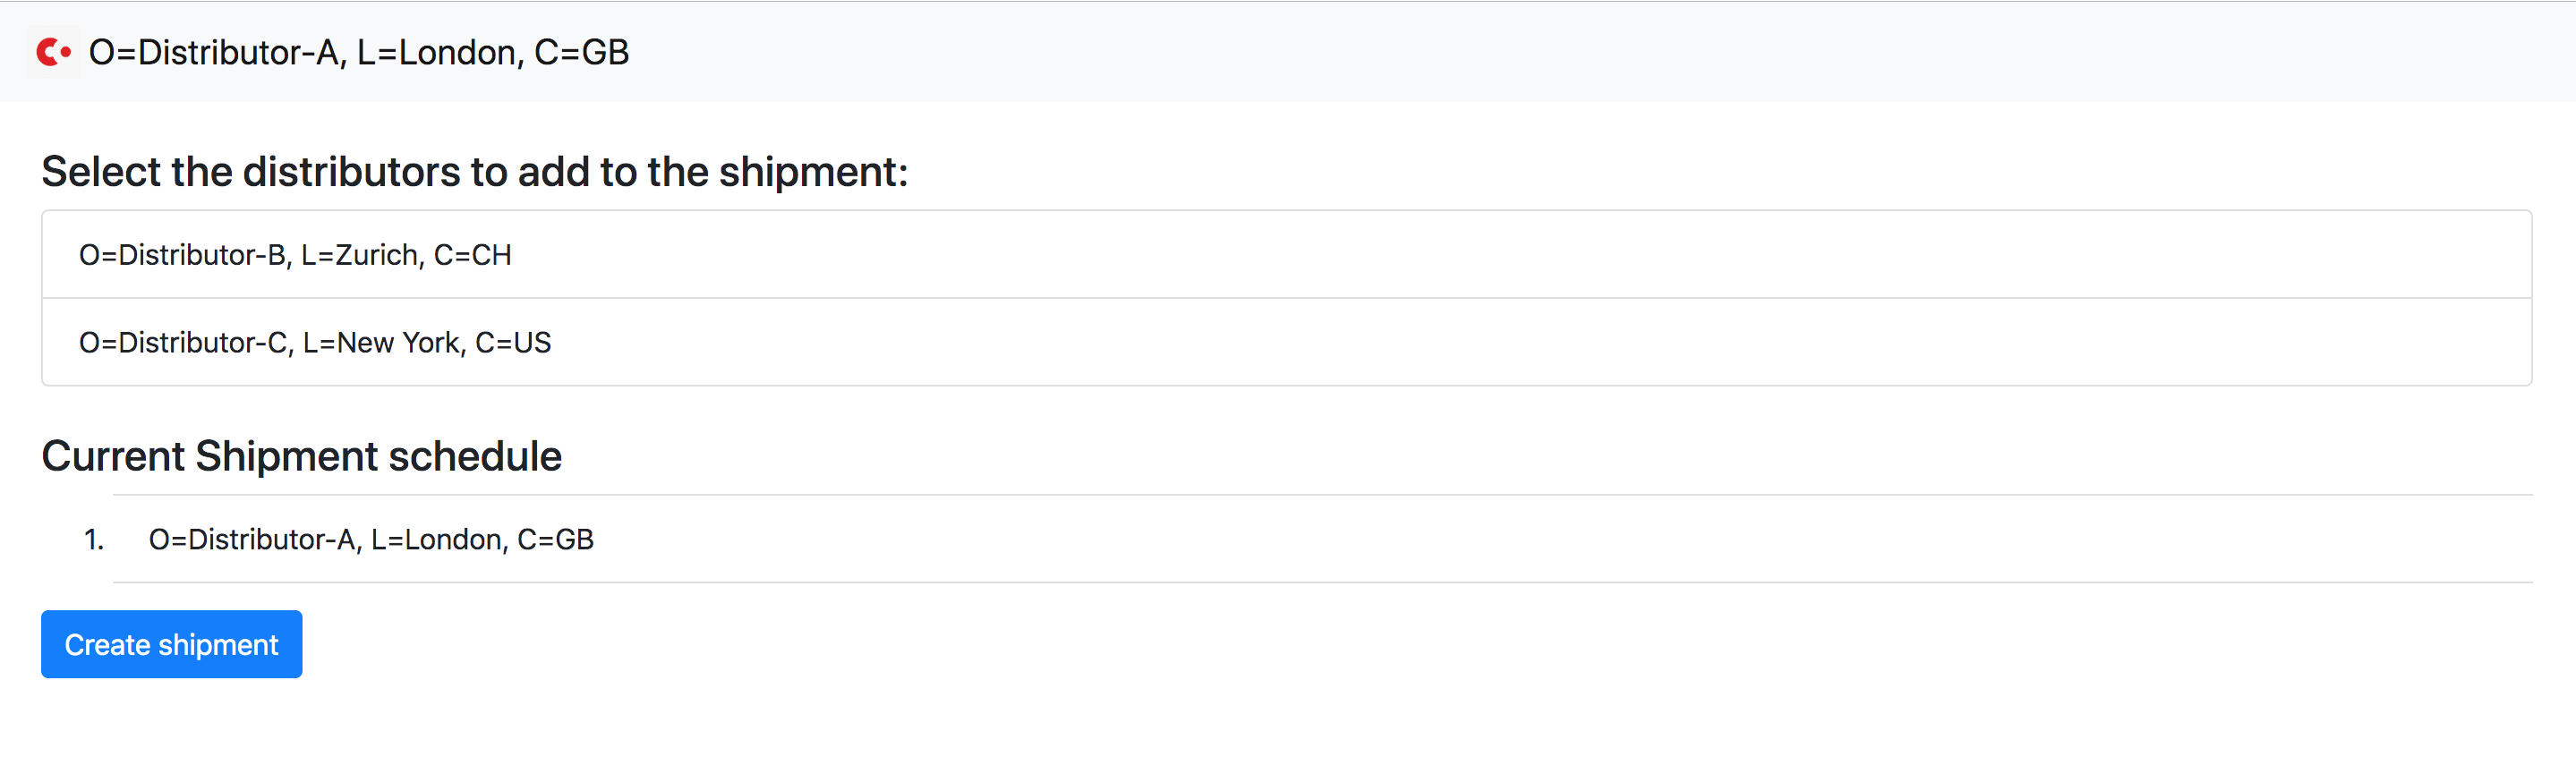 O=Distributor-A, L=London, C=GB
Select the distributors to add to the shipment:
O=Distributor-B, L=Zurich, C=CH
O=Distributor-C, L=New York, C=US
Current Shipment schedule
1. O=Distributor-A, L=London, C=GB
Create shipment